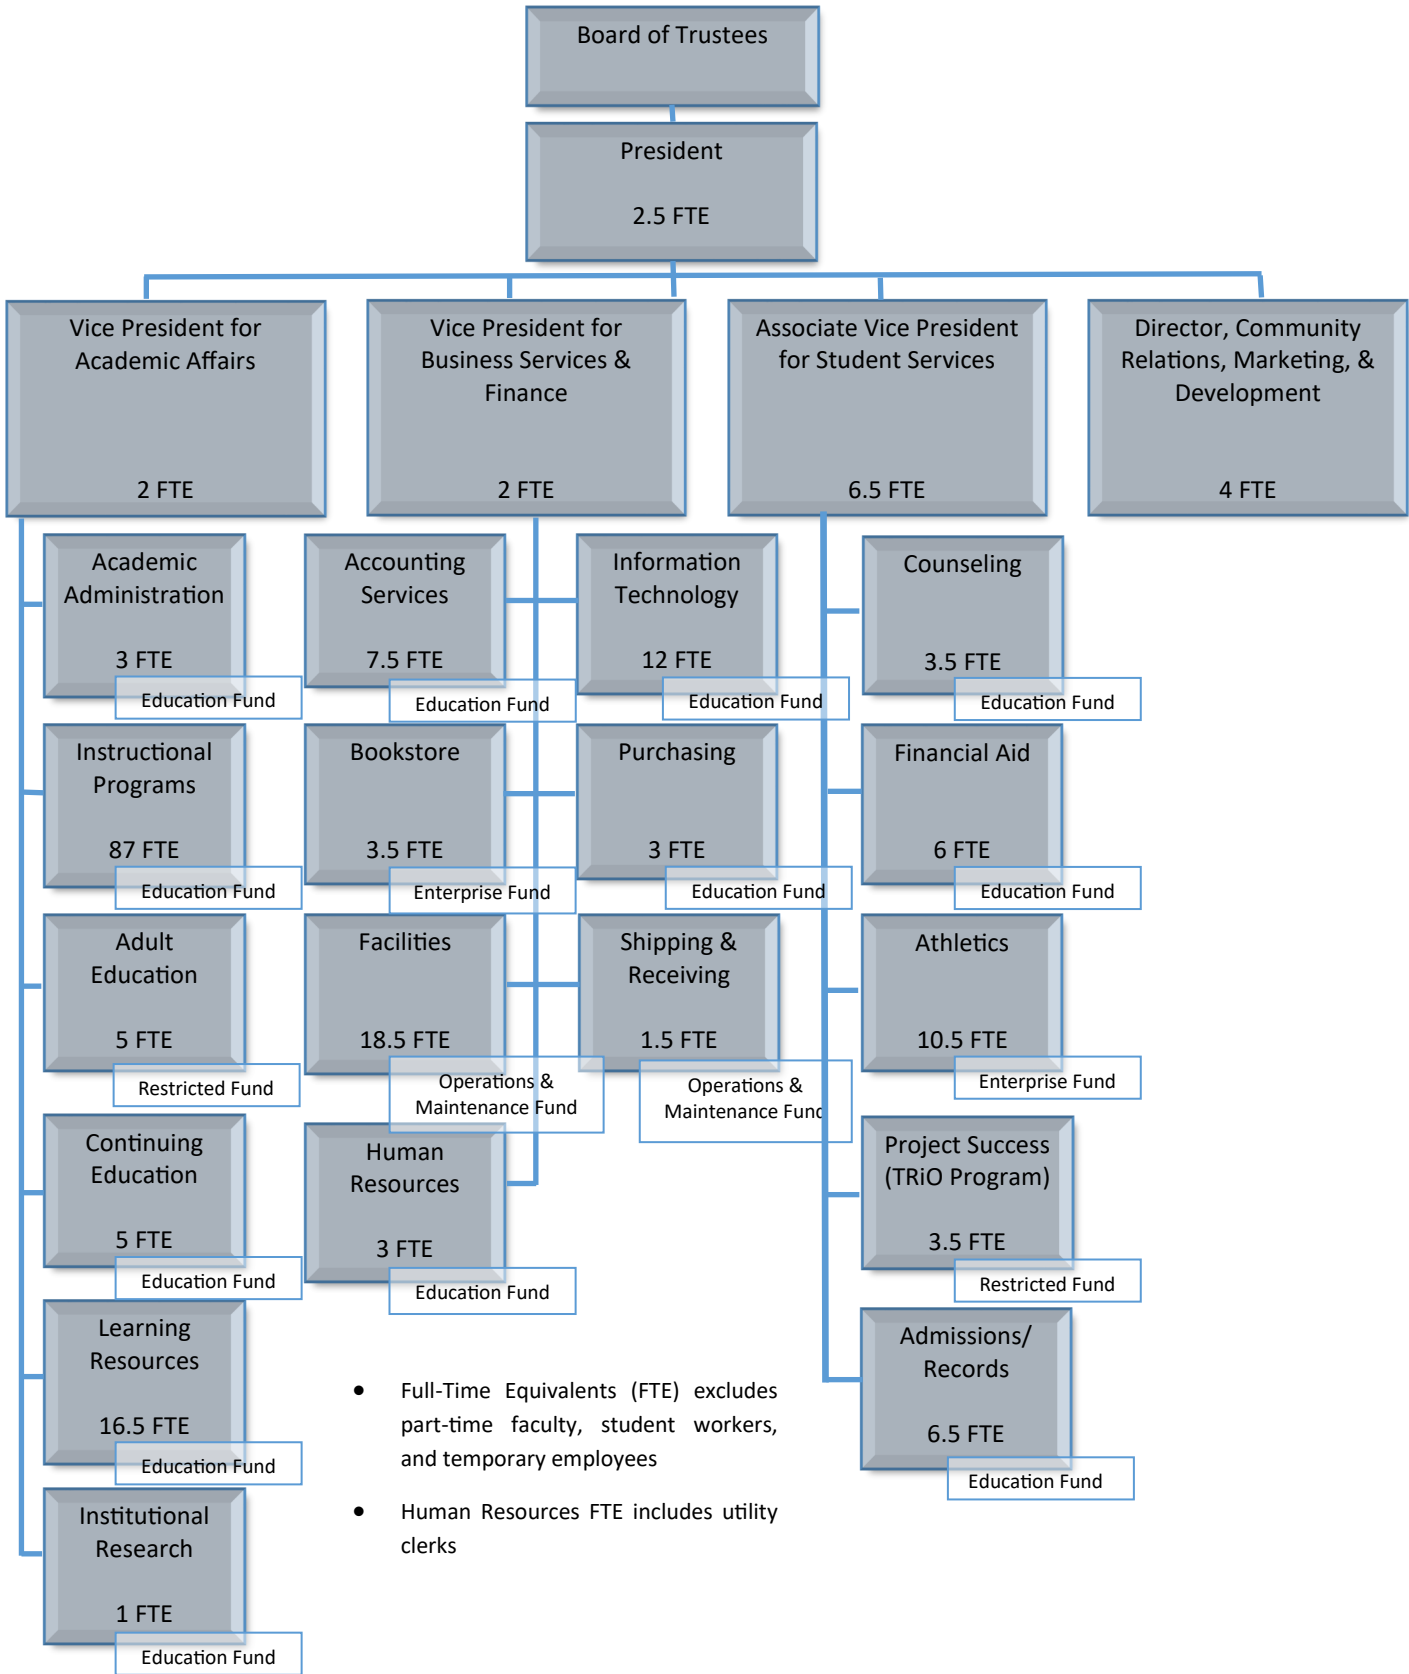 Board of Trustees
President
2.5 FTE
Vice President for
Academic Affairs
2 FTE
Vice President for
Business Services &
Finance
2 FTE
Associate Vice President
for Student Services
6.5 FTE
Director, Community
Relations, Marketing, &
Development
4 FTE
Academic
Administration
3 FTE
Education Fund
Accounting
Services
7.5 FTE
Education Fund
Information
Technology
12 FTE
Education Fund
Counseling
3.5 FTE
Education Fund
Instructional
Programs
87 FTE
Education Fund
Bookstore
3.5 FTE
Enterprise Fund
Purchasing
3 FTE
Education Fund
Financial Aid
6 FTE
Education Fund
Adult
Education
5 FTE
Restricted Fund
Facilities
18.5 FTE
Operations &
Maintenance Fund
Shipping &
Receiving
1.5 FTE
Operations &
Maintenance Fund
Athletics
10.5 FTE
Enterprise Fund
Continuing
Education
5 FTE
Education Fund
Human
Resources
3 FTE
Education Fund
Project Success
(TRiO Program)
3.5 FTE
Restricted Fund
Learning
Resources
16.5 FTE
Education Fund
Admissions/
Records
6.5 FTE
Education Fund
Institutional
Research
1 FTE
Education Fund
• Full-Time Equivalents (FTE) excludes
part-time faculty, student workers,
and temporary employees
• Human Resources FTE includes utility
clerks